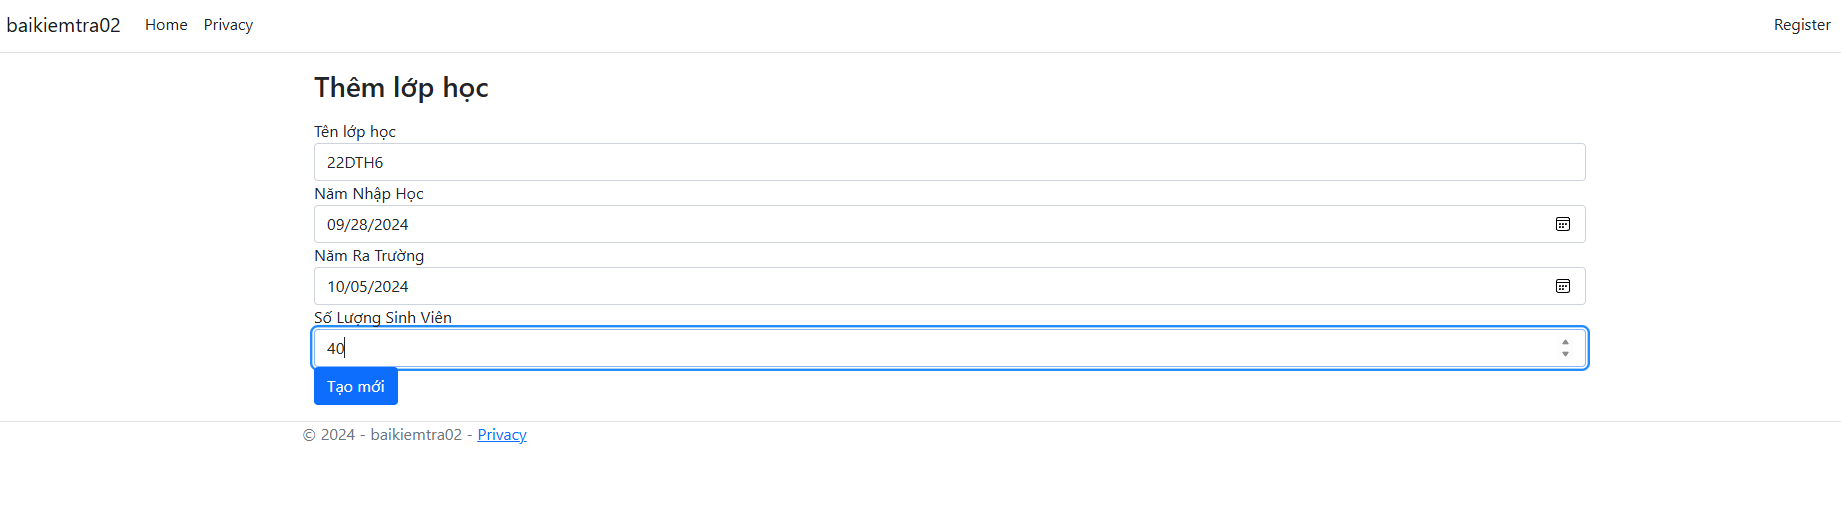 baikiemtra02 Home Privacy Register
Thêm lớp học
Tên lớp học
22DTH6
Năm Nhập Học
09/28/2024
Năm Ra Trường
10/05/2024
Số Lượng Sinh Viên
40
Tạo mới
© 2024 - baikiemtra02 - Privacy